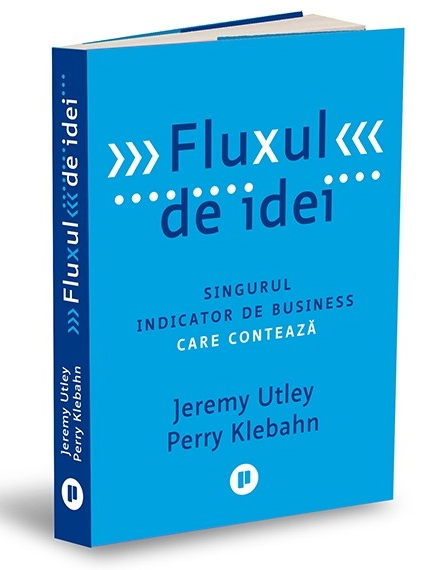 >>> Fluxul <<<
de idei
SINGURUL
INDICATOR DE BUSINESS
CARE CONTEAZĂ
Jeremy Utley
Perry Klebahn
P
>>> Fluxul <<< de idei
Jeremy Utley
Perry Klebahn
P